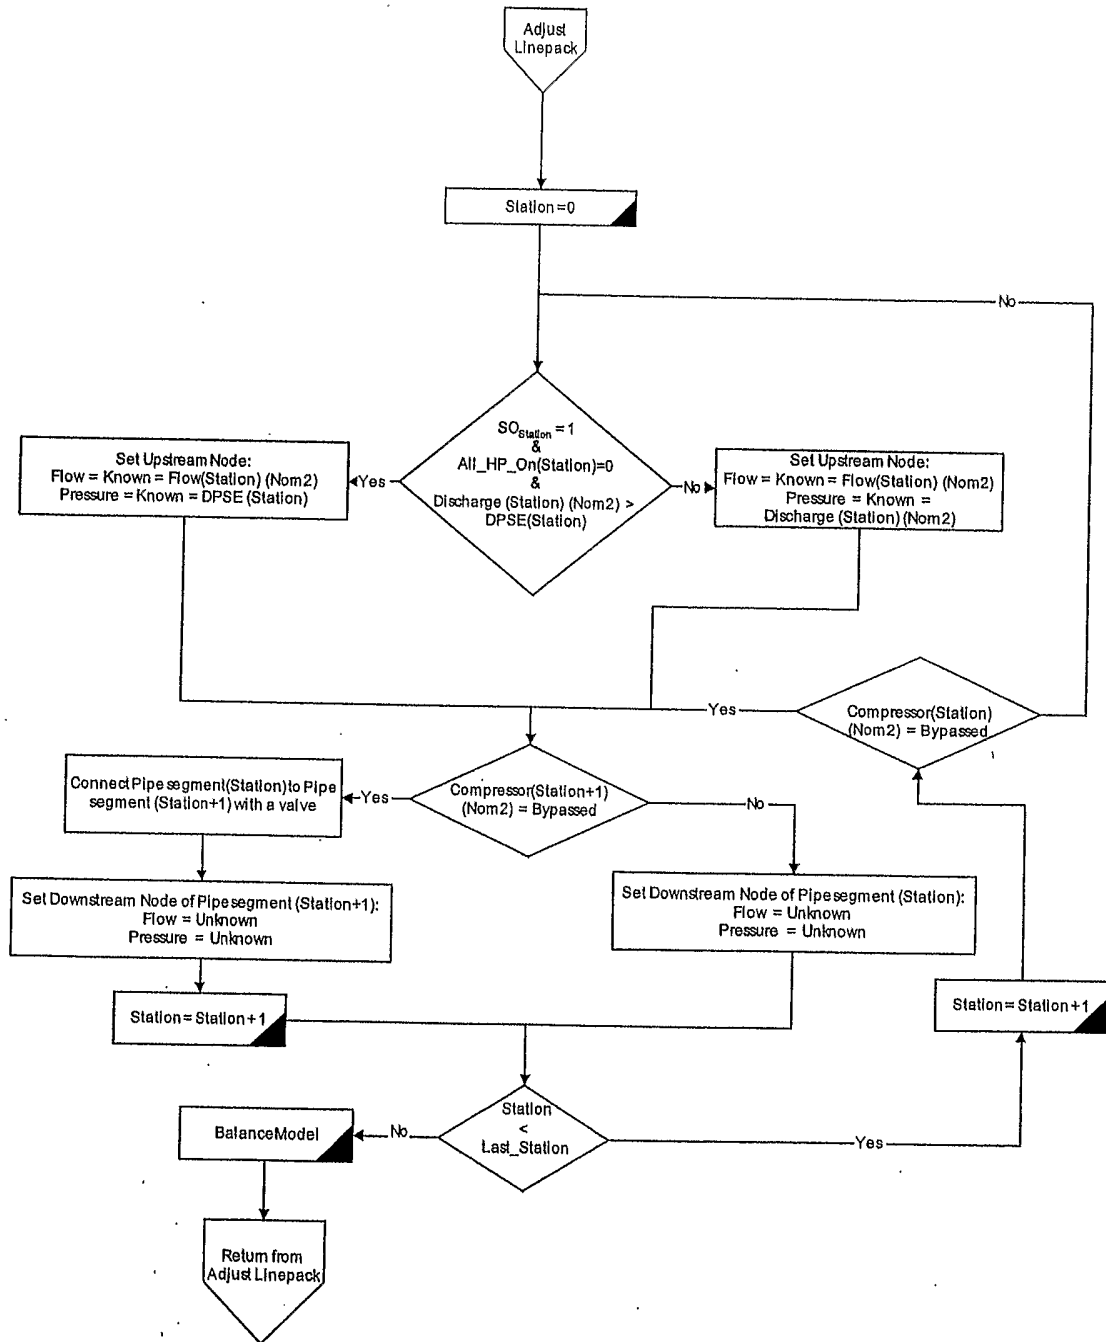 Adjust
Linepack
Station=0
No
SOStation = 1
&
All_HP_On(Station)=0
&
Discharge (Station) (Nom2) >
DPSE(Station)
Yes
No
Set Upstream Node:
Flow = Known = Flow(Station) (Nom2)
Pressure = Known = DPSE (Station)
Set Upstream Node:
Flow = Known = Flow(Station) (Nom2)
Pressure = Known =
Discharge (Station) (Nom2)
Yes
Compressor(Station)
(Nom2) = Bypassed
Connect Pipe segment(Station)to Pipe
segment (Station+1) with a valve
Yes
Compressor(Station+1)
(Nom2) = Bypassed
No
Set Downstream Node of Pipe segment (Station+1):
Flow = Unknown
Pressure = Unknown
Set Downstream Node of Pipe segment (Station):
Flow = Unknown
Pressure = Unknown
Station= Station+1
Station= Station+1
BalanceModel
No
Station
<
Last_Station
Yes
Return from
Adjust Linepack